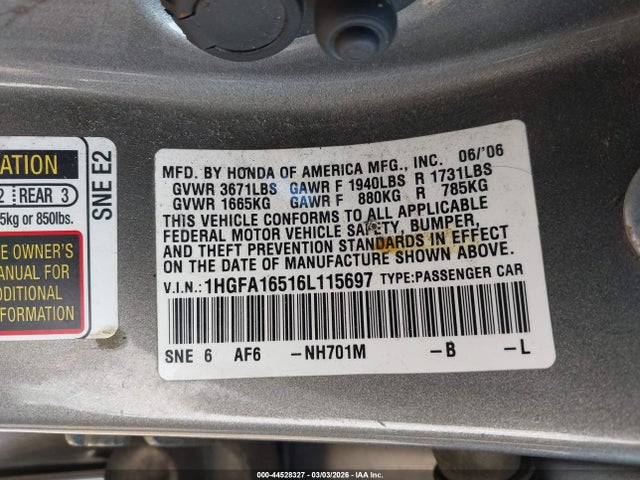 ATION
2 REAR 3
5kg or 850lbs.
E OWNER'S
ANUAL FOR
DDITIONAL
FORMATION
SNE E2
MFD. BY HONDA OF AMERICA MFG., INC. 06/'06
GVWR 3671LBS GAWR F 1940LBS R 1731LBS
GVWR 1665KG GAWR F 880KG R 785KG
THIS VEHICLE CONFORMS TO ALL APPLICABLE
FEDERAL MOTOR VEHICLE SAFETY, BUMPER,
AND THEFT PREVENTION STANDARDS IN EFFECT
ON THE DATE OF MANUFACTURE SHOWN ABOVE.
V.I.N.: 1HGFA16516L115697 TYPE: PASSENGER CAR
SNE 6 AF6 -NH701M -B -L
000-44528327 - 03/03/2026 - IAA Inc.